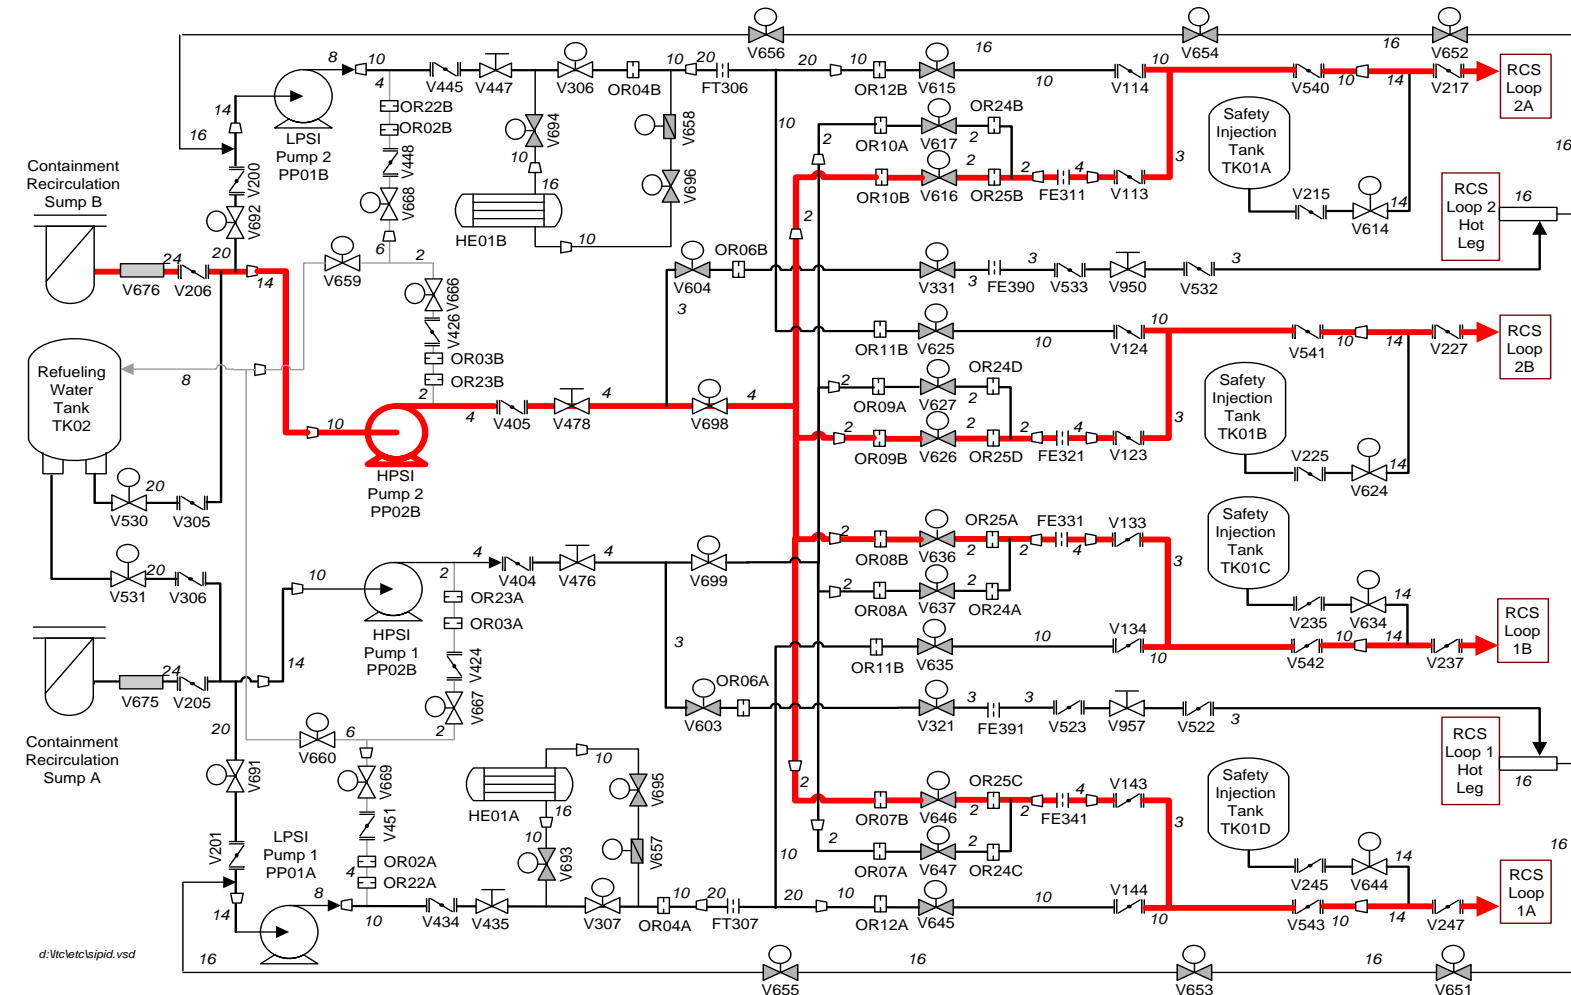 16
V656
16
V654
16
V652
8
10
10
20
20
10
10
14
4
V445
V447
V306
OR04B
FT306
OR12B
V615
10
V114
V540
V217
RCS
Loop
2A
14
OR22B
OR02B
LPSI
Pump 2
PP01B
16
V200
V448
V668
V694
10
16
V658
V696
10
OR24B
2
OR10A
V617
2
2
2
4
OR10B
V616
OR25B
FE311
V113
3
Safety
Injection
Tank
TK01A
V215
14
V614
16
Containment
Recirculation
Sump B
V692
20
HE01B
10
2
RCS
Loop 2
Hot
Leg
16
24
V676
V206
14
6
2
V659
V666
V426
OR06B
V604
3
V331
3
FE390
3
V533
V950
V532
3
OR03B
OR23B
2
10
OR11B
V625
10
V124
V541
10
14
V227
RCS
Loop
2B
Refueling
Water
Tank
TK02
8
OR24D
2
OR09A
V627
2
4
V405
4
V478
V698
4
2
2
2
4
OR09B
V626
OR25D
FE321
V123
3
Safety
Injection
Tank
TK01B
V225
14
V624
10
HPSI
Pump 2
PP02B
20
V530
V305
OR25A
FE331
V133
2
2
2
4
OR08B
V636
3
Safety
Injection
Tank
TK01C
20
V531
V306
10
2
4
V404
V476
4
V699
OR23A
OR03A
HPSI
Pump 1
PP02B
2
2
OR08A
V637
OR24A
V235
V634
14
Containment
Recirculation
Sump A
24
V675
V205
14
V424
V667
2
3
OR11B
V635
10
V134
10
V542
10
14
V237
RCS
Loop
1B
20
V660
6
OR06A
V603
V321
3
FE391
3
V523
V957
V522
3
RCS
Loop 1
Hot
Leg
16
V691
V669
V451
HE01A
10
16
10
V695
V657
V693
2
OR25C
2
2
4
OR07B
V646
FE341
V143
3
Safety
Injection
Tank
TK01D
V201
LPSI
Pump 1
PP01A
OR02A
4
OR22A
10
2
2
2
OR07A
V647
OR24C
V245
V644
14
16
14
8
10
V434
V435
V307
10
OR04A
20
FT307
20
10
OR12A
V645
10
V144
10
V543
10
14
V247
RCS
Loop
1A
d:\ltc\etc\sipid.vsd
16
V655
16
V653
16
V651